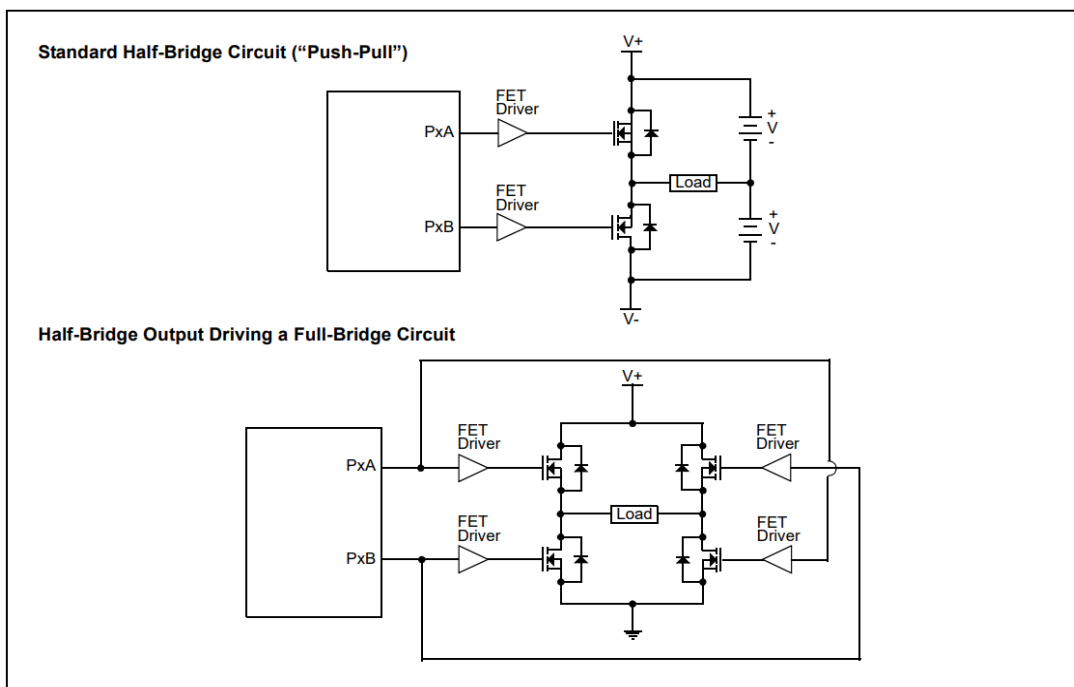 Standard Half-Bridge Circuit (“Push-Pull”)
V+
FET
Driver
PxA
+
V
-
Load
FET
Driver
PxB
+
V
-
V-
Half-Bridge Output Driving a Full-Bridge Circuit
V+
FET
Driver
FET
Driver
PxA
Load
FET
Driver
FET
Driver
PxB